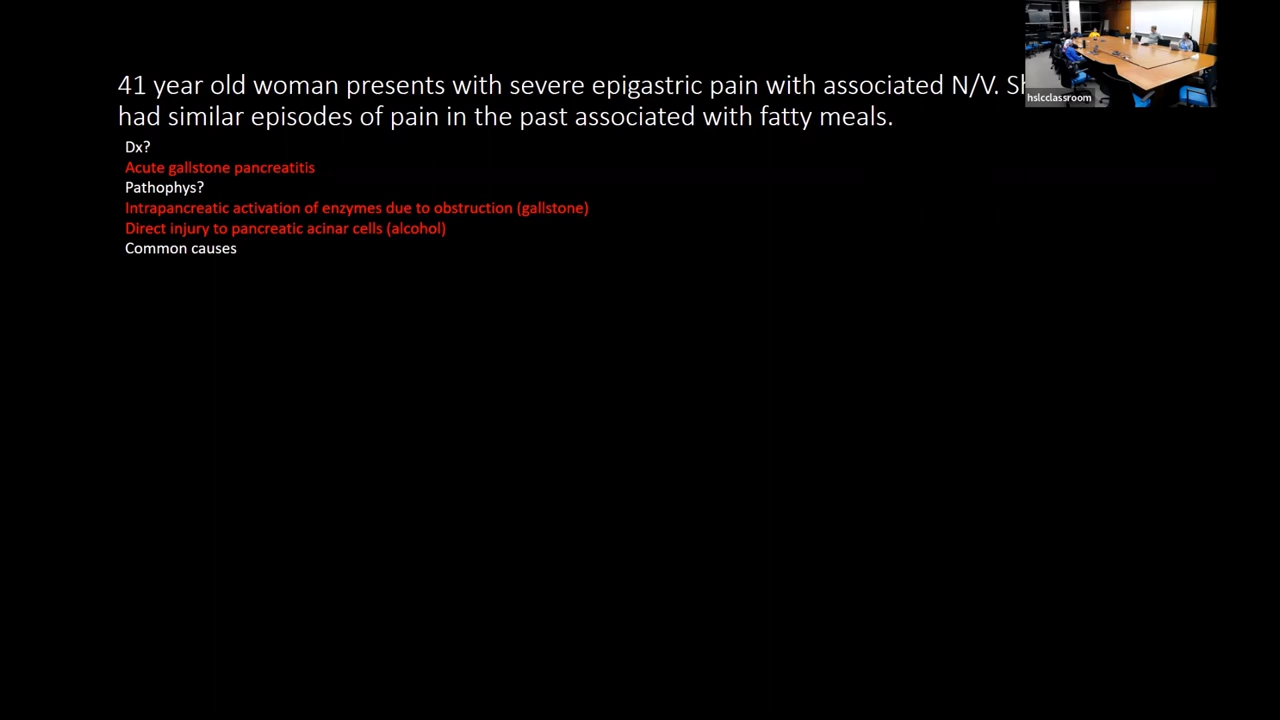 41 year old woman presents with severe epigastric pain with associated N/V.
had similar episodes of pain in the past associated with fatty meals.
Dx?
Acute gallstone pancreatitis
Pathophys?
Intrapancreatic activation of enzymes due to obstruction (gallstone)
Direct injury to pancreatic acinar cells (alcohol)
Common causes
hslcclassroom